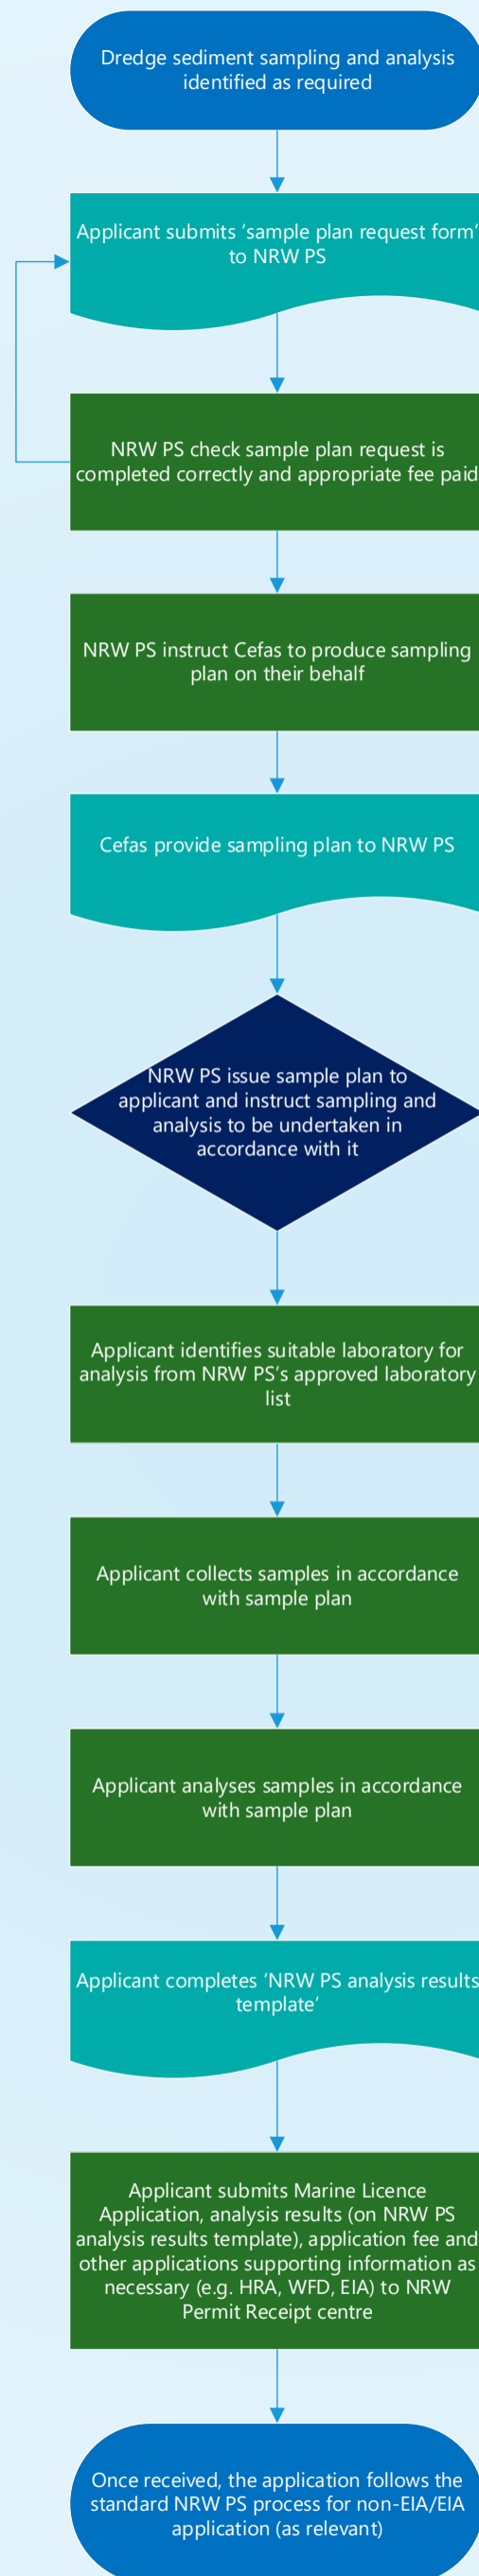 Dredge sediment sampling and analysis
identified as required
Applicant submits ‘sample plan request form’
to NRW PS
NRW PS check sample plan request is
completed correctly and appropriate fee paid
NRW PS instruct Cefas to produce sampling
plan on their behalf
Cefas provide sampling plan to NRW PS
NRW PS issue sample plan to
applicant and instruct sampling and
analysis to be undertaken in
accordance with it
Applicant identifies suitable laboratory for
analysis from NRW PS’s approved laboratory
list
Applicant collects samples in accordance
with sample plan
Applicant analyses samples in accordance
with sample plan
Applicant completes ‘NRW PS analysis results
template’
Applicant submits Marine Licence
Application, analysis results (on NRW PS
analysis results template), application fee and
other applications supporting information as
necessary (e.g. HRA, WFD, EIA) to NRW
Permit Receipt centre
Once received, the application follows the
standard NRW PS process for non-EIA/EIA
application (as relevant)